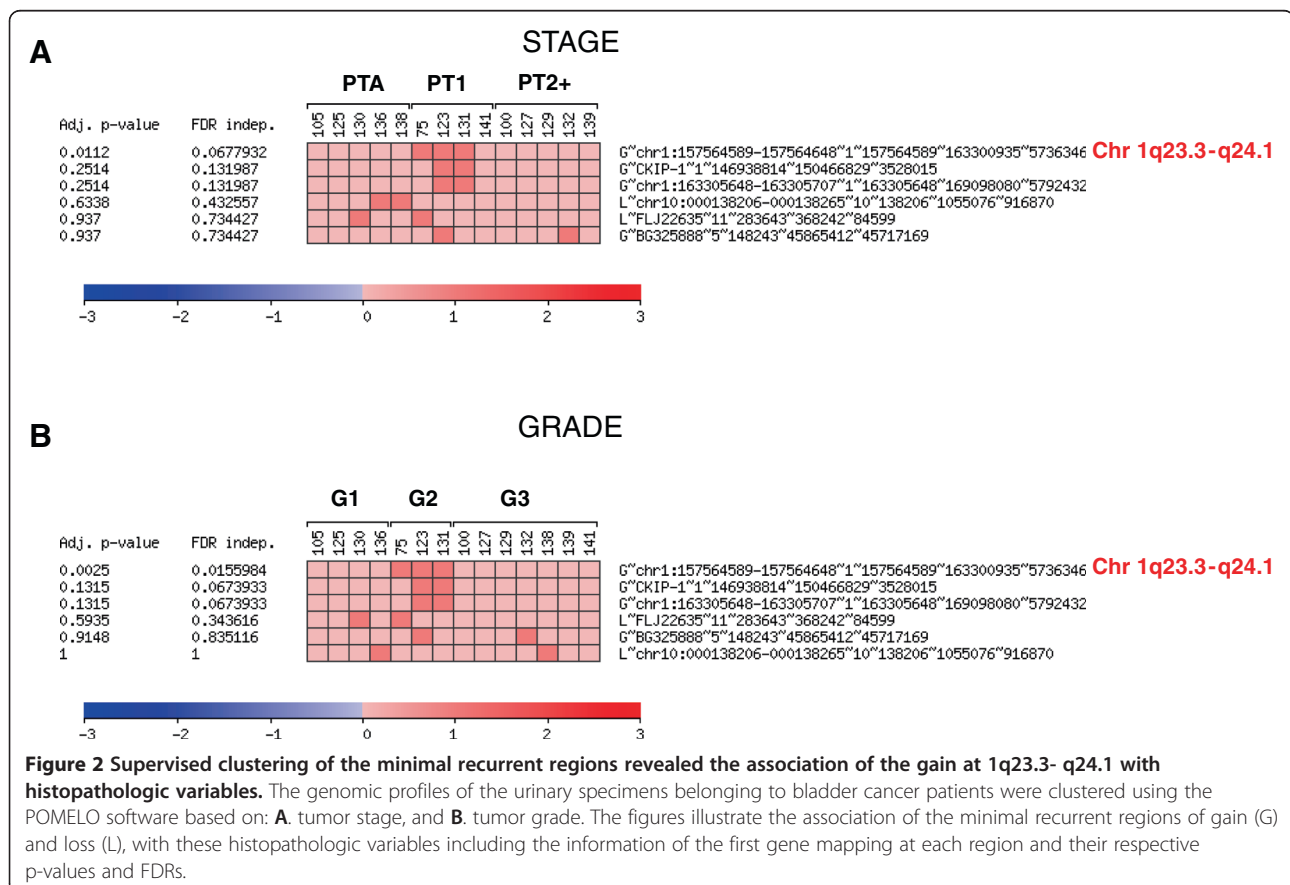 A
STAGE
PTA PT1 PT2+
Adj. p-value FDR indep. 105 125 130 136 138 75 123 131 141 100 127 129 132 139
0.0112 0.0677932 G~chr1:157564589-157564648~1~157564589~163300935~5736346 Chr 1q23.3-q24.1
0.2514 0.131987 G~CKIP-1~1~146938814~150466829~3528015
0.2514 0.131987 G~chr1:163305648-163305707~1~163305648~169098080~5792432
0.6338 0.432557 L~chr10:000138206-000138265~10~138206~1055076~916870
0.937 0.734427 L~FLJ22635~11~283643~368242~84599
0.937 0.734427 G~BG325888~5~148243~45865412~45717169
-3 -2 -1 0 1 2 3
B
GRADE
G1 G2 G3
Adj. p-value FDR indep. 105 125 130 136 75 123 131 100 127 129 132 138 139 141
0.0025 0.0155984 G~chr1:157564589-157564648~1~157564589~163300935~5736346 Chr 1q23.3-q24.1
0.1315 0.0673933 G~CKIP-1~1~146938814~150466829~3528015
0.1315 0.0673933 G~chr1:163305648-163305707~1~163305648~169098080~5792432
0.5935 0.343616 L~FLJ22635~11~283643~368242~84599
0.9148 0.835116 G~BG325888~5~148243~45865412~45717169
1 1 L~chr10:000138206-000138265~10~138206~1055076~916870
-3 -2 -1 0 1 2 3
Figure 2 Supervised clustering of the minimal recurrent regions revealed the association of the gain at 1q23.3- q24.1 with
histopathologic variables. The genomic profiles of the urinary specimens belonging to bladder cancer patients were clustered using the
POMELO software based on: A. tumor stage, and B. tumor grade. The figures illustrate the association of the minimal recurrent regions of gain (G)
and loss (L), with these histopathologic variables including the information of the first gene mapping at each region and their respective
p-values and FDRs.